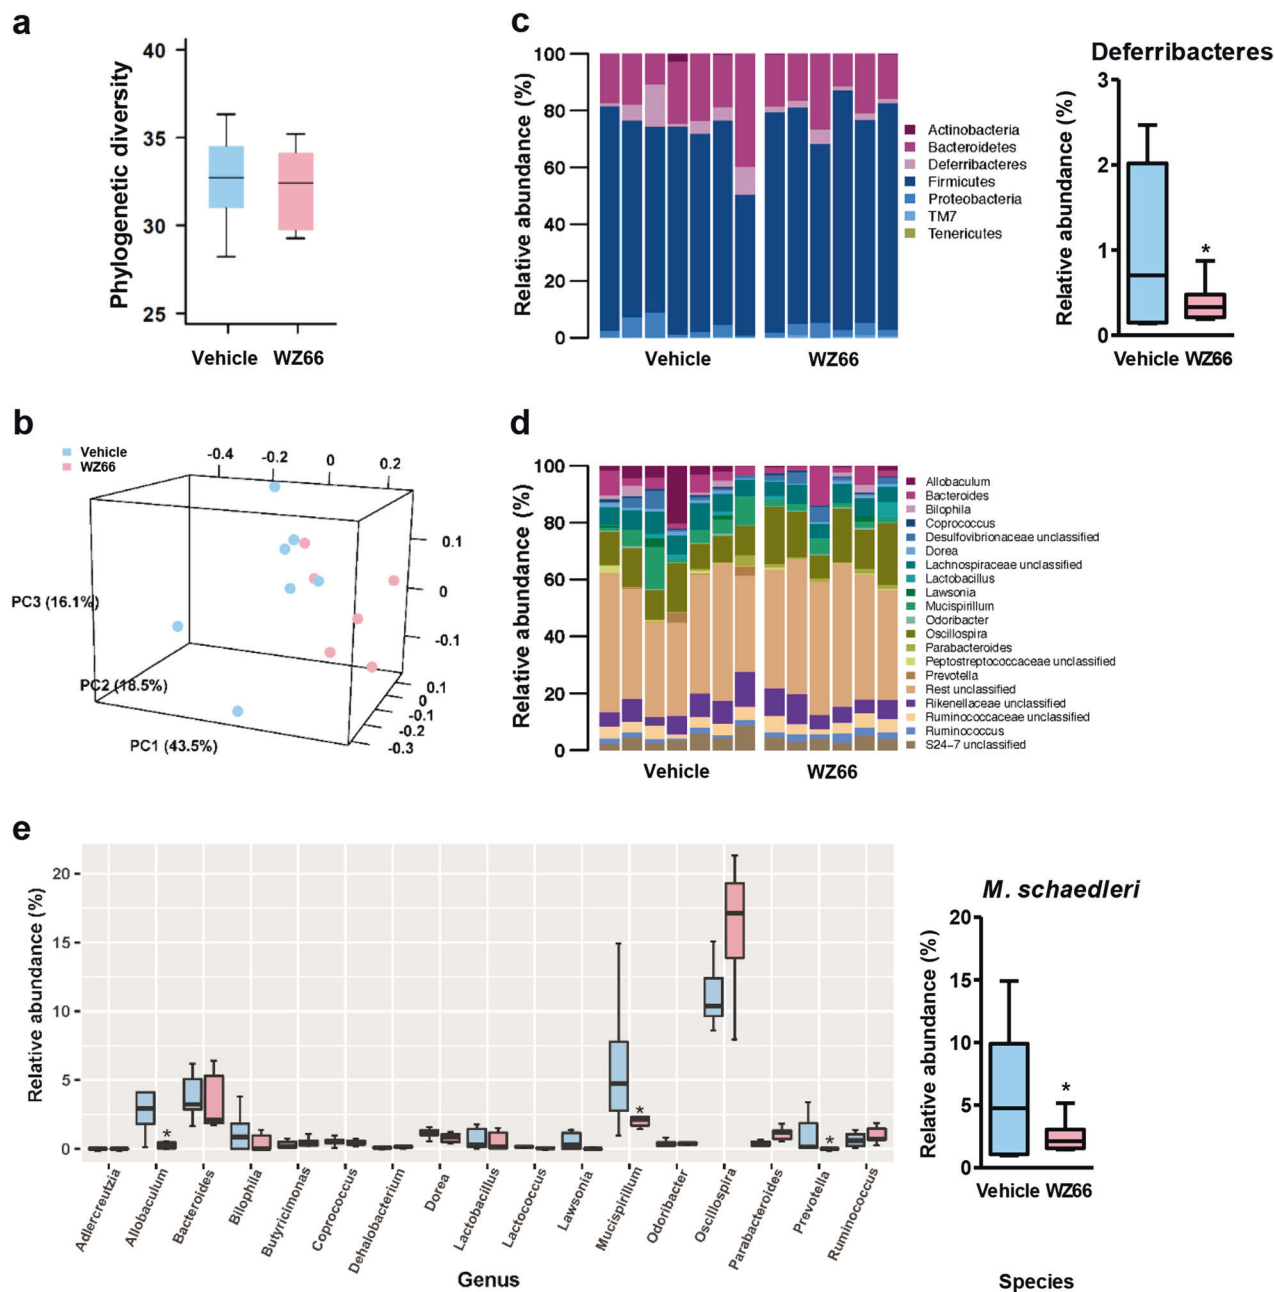 a
40
35
30
25
Phylogenetic diversity
Vehicle WZ66
c
100
80
60
40
20
0
Relative abundance (%)
Vehicle WZ66
Actinobacteria
Bacteroidetes
Deferribacteres
Firmicutes
Proteobacteria
TM7
Tenericutes
Deferribacteres
3
2
1
0
Relative abundance (%)
*
Vehicle WZ66
b
Vehicle
WZ66
-0.4 -0.2 0 0.2
0.1
0
-0.1
0.1
0
-0.1
-0.2
-0.3
PC3 (16.1%)
PC2 (18.5%)
PC1 (43.5%)
d
100
80
60
40
20
0
Relative abundance (%)
Vehicle WZ66
Allobaculum
Bacteroides
Bilophila
Coprococcus
Desulfovibrionaceae unclassified
Dorea
Lachnospiraceae unclassified
Lactobacillus
Lawsonia
Mucispirillum
Odoribacter
Oscillospira
Parabacteroides
Peptostreptococcaceae unclassified
Prevotella
Rest unclassified
Rikenellaceae unclassified
Ruminococcaceae unclassified
Ruminococcus
S24-7 unclassified
e
20
15
10
5
0
Relative abundance (%)
* * *
Adlercreutzia
Allobaculum
Bacteroides
Bilophila
Butyricimonas
Coprococcus
Dehalobacterium
Dorea
Lactobacillus
Lactococcus
Lawsonia
Mucispirillum
Odoribacter
Oscillospira
Parabacteroides
Prevotella
Ruminococcus
Genus
M. schaedleri
20
15
10
5
0
Relative abundance (%)
*
Vehicle WZ66
Species